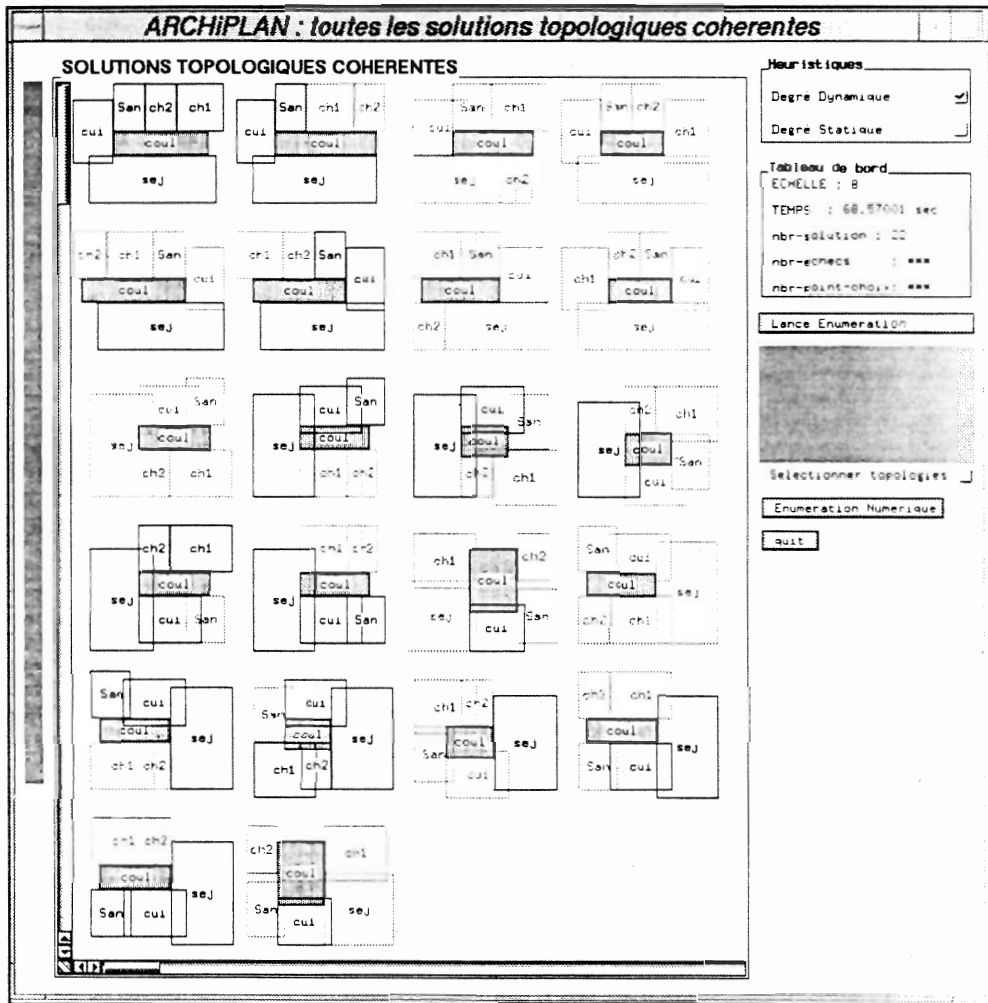 ARCHiPLAN : toutes les solutions topologiques coherentes
SOLUTIONS TOPOLOGIQUES COHERENTES
San ch2 ch1
cui
coul
sej
San ch1 ch2
cui
coul
sej
San ch1
cui
coul
sej ch2
San ch2
cui ch1
coul
sej
ch2 ch1 San
cui
coul
sej
ch1 ch2 San
cui
coul
sej
ch1 San
cui
coul
ch2 sej
ch2 San
ch1 cui
coul
sej
San
cui
sej coul
ch2 ch1
San
cui
sej coul
ch1 ch2
cui
San
sej coul
ch2
ch1
ch2 ch1
sej coul
San
cui
ch2 ch1
coul
sej
cui San
ch1 ch2
coul
sej
cui San
ch1 ch2
coul
sej San
cui
San cui
coul sej
ch2 ch1
San cui
coul
sej
ch1 ch2
cui
San
coul
sej
ch1 ch2
ch1 ch2
coul sej
San
cui
ch2 ch1
coul sej
San cui
ch1 ch2
coul
sej
San cui
ch2 ch1
coul
San sej
cui
Heuristiques
Degré Dynamique
Degré Statique
Tableau de bord
ECHELLE : 8
TEMPS : 68.57001 sec
nbr-solution : 22
nbr-echecs : ***
nbr-point-choix: ***
Lance Enumeration
Selectionner topologies
Enumeration Numerique
quit